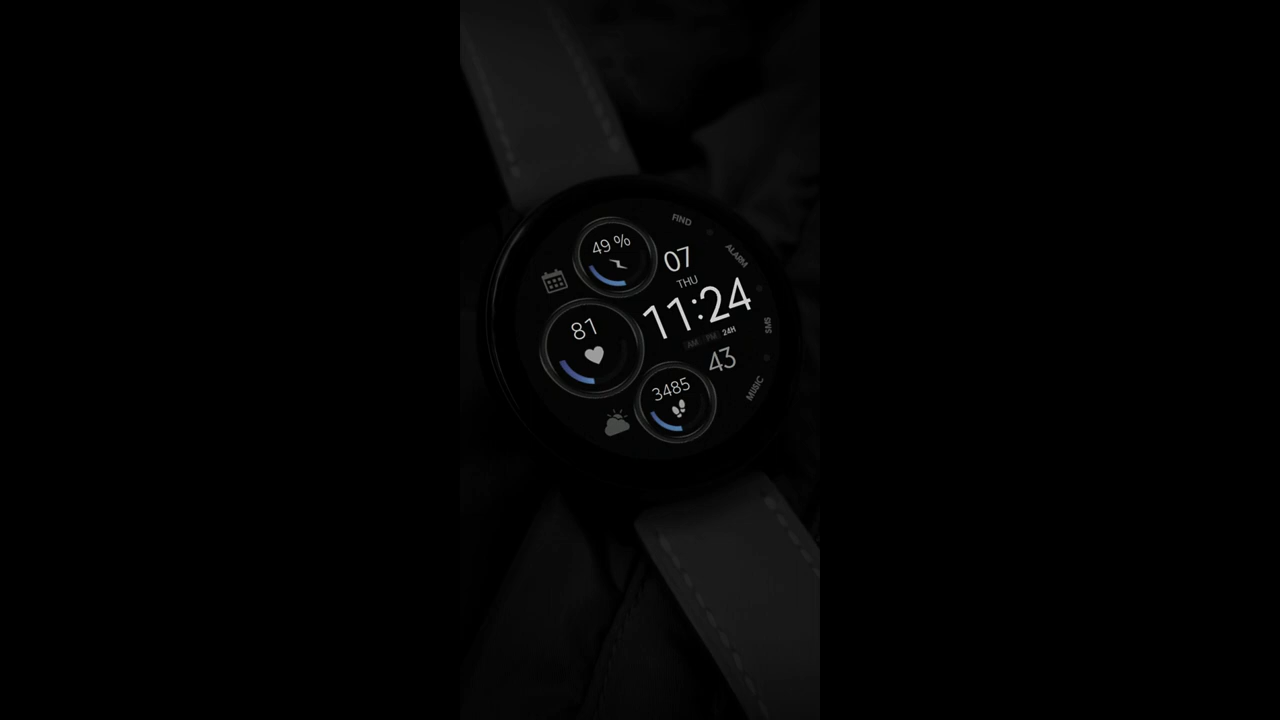 FIND
49 %
07
ALARM
THU
11:24
81
AM PM 24H
SMS
43
3485
MUSIC